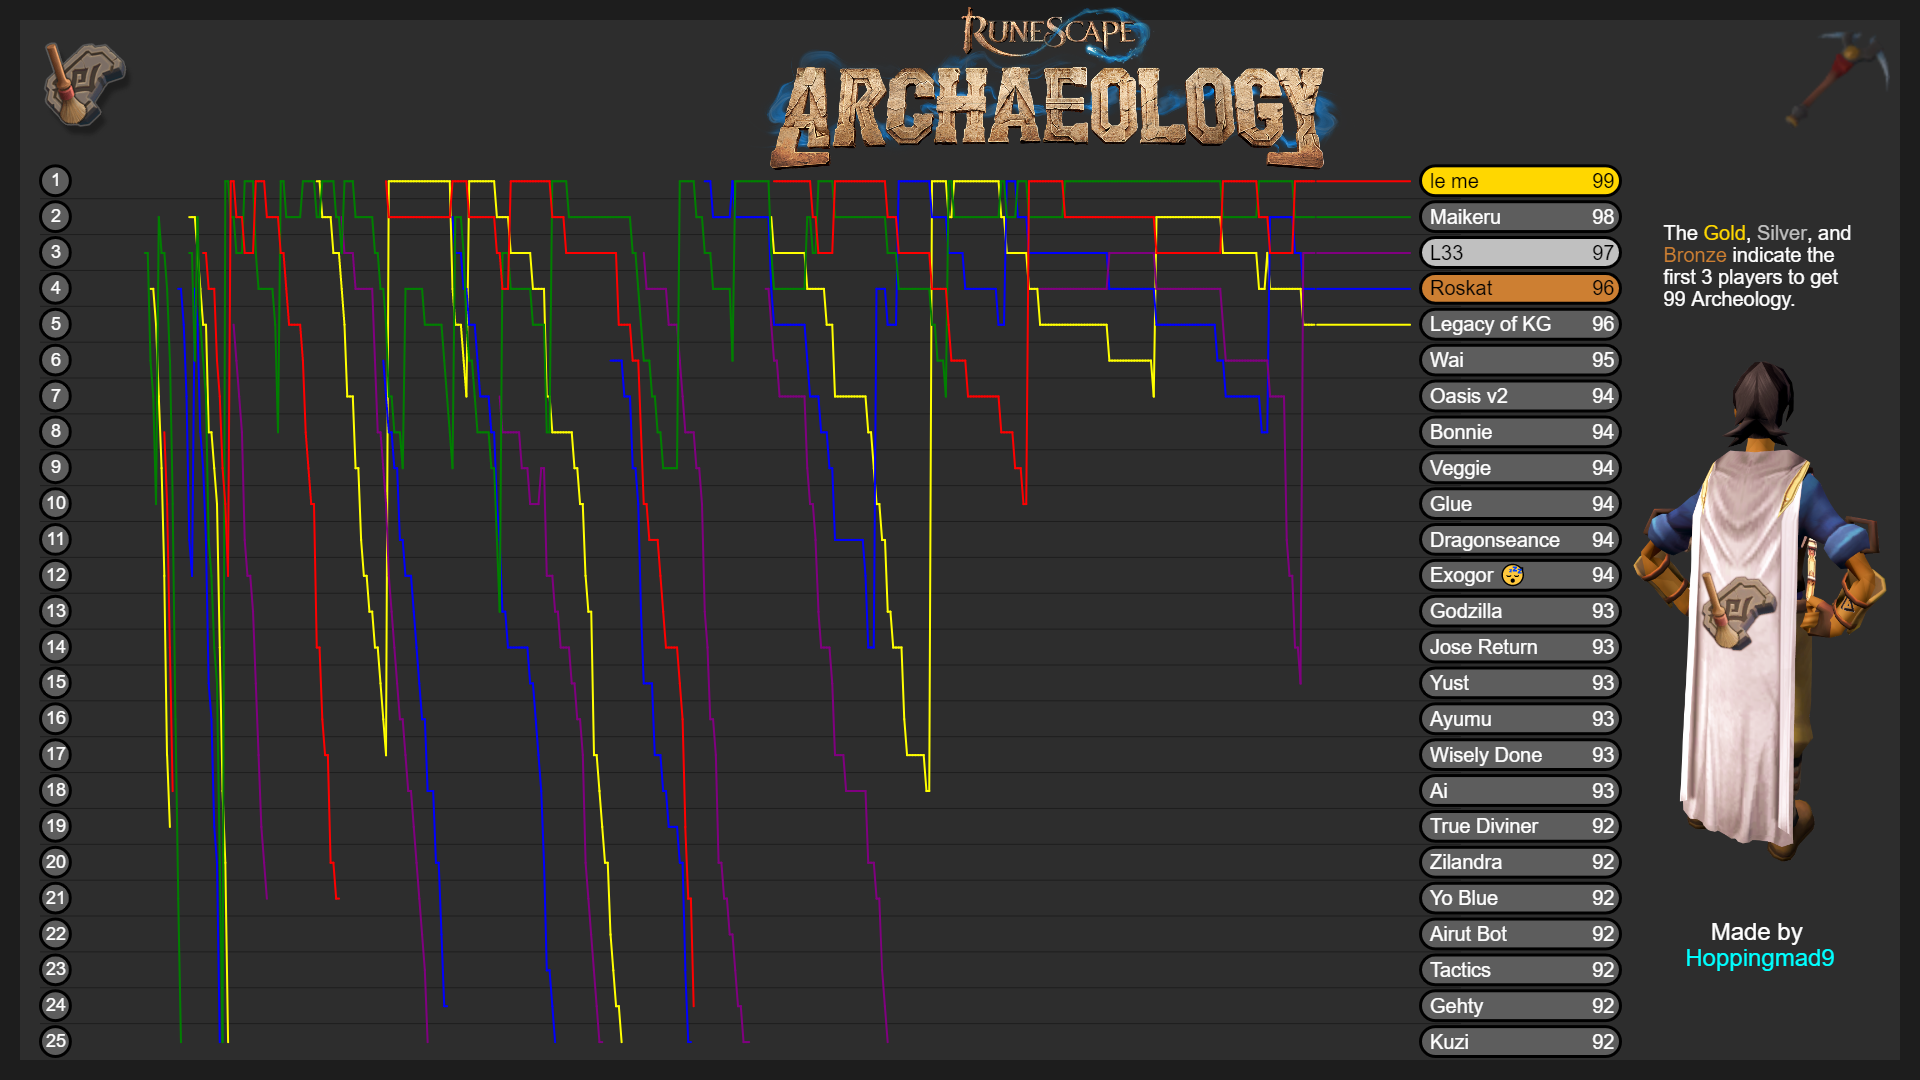 RUNESCAPE
ARCHAEOLOGY
1 le me 99
2 Maikeru 98
3 L33 97
4 Roskat 96
5 Legacy of KG 96
6 Wai 95
7 Oasis v2 94
8 Bonnie 94
9 Veggie 94
10 Glue 94
11 Dragonseance 94
12 Exogor 😴 94
13 Godzilla 93
14 Jose Return 93
15 Yust 93
16 Ayumu 93
17 Wisely Done 93
18 Ai 93
19 True Diviner 92
20 Zilandra 92
21 Yo Blue 92
22 Airut Bot 92
23 Tactics 92
24 Gehty 92
25 Kuzi 92
The Gold, Silver, and
Bronze indicate the
first 3 players to get
99 Archeology.
Made by
Hoppingmad9